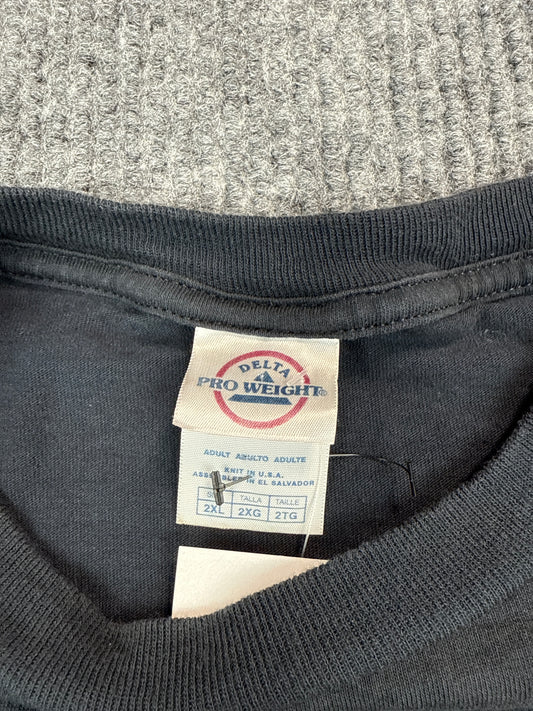 DELTA
PRO WEIGHT®
ADULT ADULTO ADULTE
KNIT IN U.S.A.
ASSEMBLED IN EL SALVADOR
TALLA TAILLE
2XL 2XG 2TG